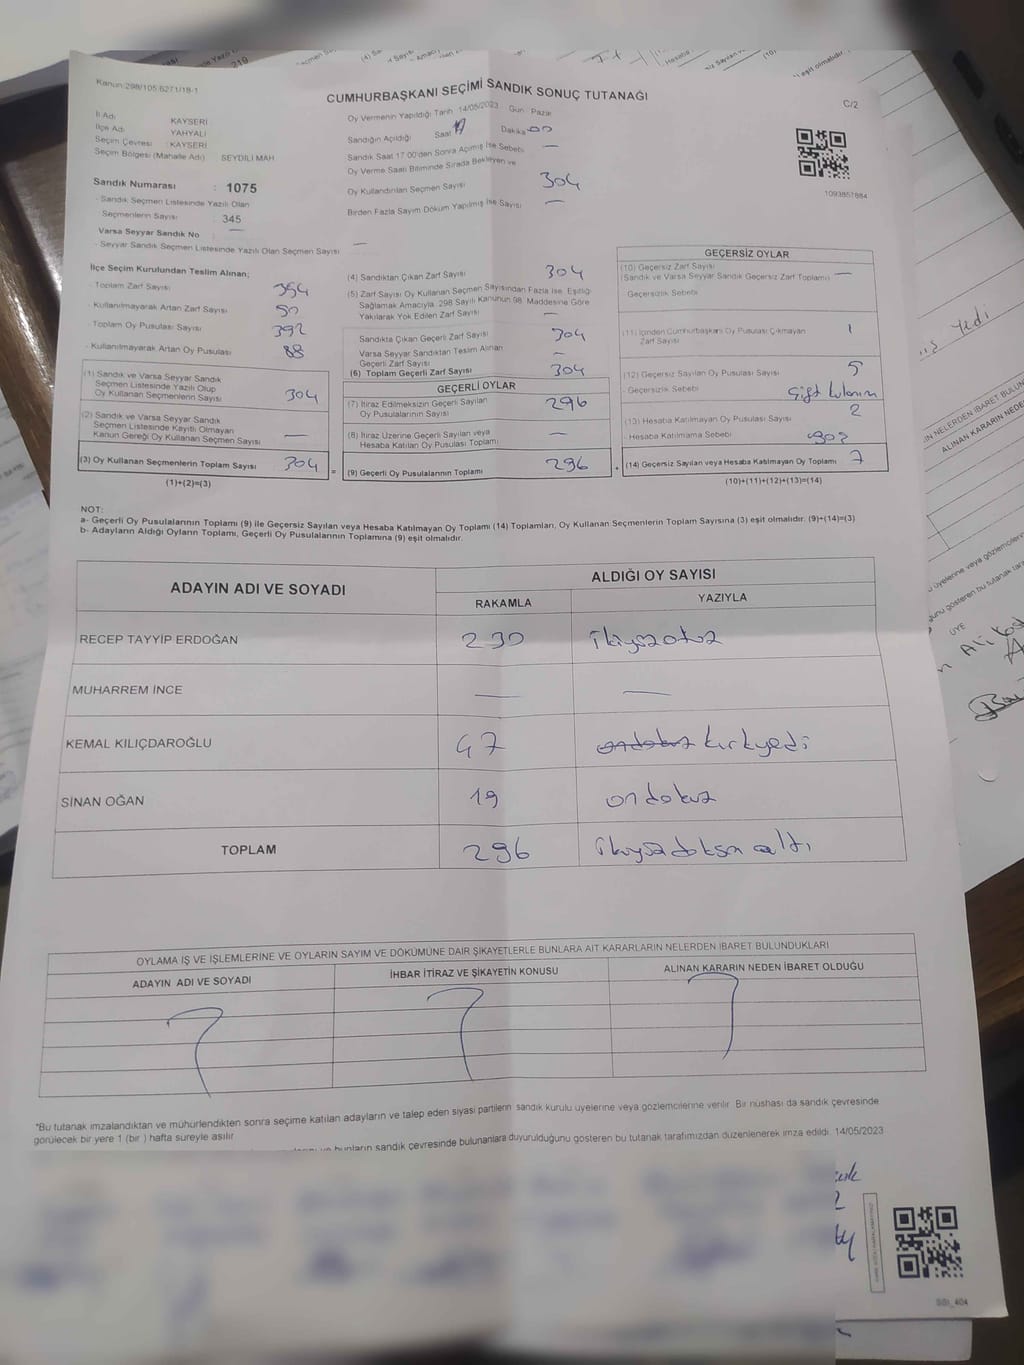 Kanun:298/105.6271/18-1
CUMHURBAŞKANI SEÇİMİ SANDIK SONUÇ TUTANAĞI
C/2
İl Adı KAYSERİ
İlçe Adı YAHYALI
Seçim Çevresi : KAYSERİ
Seçim Bölgesi (Mahalle Adı) SEYDİLİ MAH
Sandık Numarası : 1075
- Sandık Seçmen Listesinde Yazılı Olan
Seçmenlerin Sayısı : 345
Varsa Seyyar Sandık No —
- Seyyar Sandık Seçmen Listesinde Yazılı Olan Seçmen Sayısı —
Oy Vermenin Yapıldığı Tarih 14/05/2023 Gün : Pazar
Sandığın Açıldığı Saat 17 Dakika 00
Sandık Saat 17:00'den Sonra Açılmış İse Sebebi —
Oy Verme Saati Bitiminde Sırada Bekleyen ve
Oy Kullandırılan Seçmen Sayısı 304
Birden Fazla Sayım Döküm Yapılmış İse Sayısı —
1093857884
İlçe Seçim Kurulundan Teslim Alınan;
- Toplam Zarf Sayısı 354
- Kullanılmayarak Artan Zarf Sayısı 50
- Toplam Oy Pusulası Sayısı 392
- Kullanılmayarak Artan Oy Pusulası 88
(1) Sandık ve Varsa Seyyar Sandık
Seçmen Listesinde Yazılı Olup
Oy Kullanan Seçmenlerin Sayısı 304
(2) Sandık ve Varsa Seyyar Sandık
Seçmen Listesinde Kayıtlı Olmayan
Kanun Gereği Oy Kullanan Seçmen Sayısı —
(3) Oy Kullanan Seçmenlerin Toplam Sayısı 304
(1)+(2)=(3)
=
(4) Sandıktan Çıkan Zarf Sayısı 304
(5) Zarf Sayısı Oy Kullanan Seçmen Sayısından Fazla İse, Eşitliği
Sağlamak Amacıyla, 298 Sayılı Kanunun 98. Maddesine Göre
Yakılarak Yok Edilen Zarf Sayısı —
Sandıkta Çıkan Geçerli Zarf Sayısı 304
Varsa Seyyar Sandıktan Teslim Alınan
Geçerli Zarf Sayısı —
(6) Toplam Geçerli Zarf Sayısı 304
GEÇERLİ OYLAR
(7) İtiraz Edilmeksizin Geçerli Sayılan
Oy Pusulalarının Sayısı 296
(8) İtiraz Üzerine Geçerli Sayılan veya
Hesaba Katılan Oy Pusulası Toplamı —
(9) Geçerli Oy Pusulalarının Toplamı 296
+
GEÇERSİZ OYLAR
(10) Geçersiz Zarf Sayısı
(Sandık ve Varsa Seyyar Sandık Geçersiz Zarf Toplamı) —
Geçersizlik Sebebi
(11) İçinden Cumhurbaşkanı Oy Pusulası Çıkmayan
Zarf Sayısı 1
(12) Geçersiz Sayılan Oy Pusulası Sayısı 5
- Geçersizlik Sebebi Çift
(13) Hesaba Katılmayan Oy Pusulası Sayısı 2
- Hesaba Katılmama Sebebi
(14) Geçersiz Sayılan veya Hesaba Katılmayan Oy Toplamı 7
(10)+(11)+(12)+(13)=(14)
NOT:
a- Geçerli Oy Pusulalarının Toplamı (9) ile Geçersiz Sayılan veya Hesaba Katılmayan Oy Toplamı (14) Toplamları, Oy Kullanan Seçmenlerin Toplam Sayısına (3) eşit olmalıdır. (9)+(14)=(3)
b- Adayların Aldığı Oyların Toplamı, Geçerli Oy Pusulalarının Toplamına (9) eşit olmalıdır.
ADAYIN ADI VE SOYADI
ALDIĞI OY SAYISI
RAKAMLA YAZIYLA
RECEP TAYYİP ERDOĞAN 230 ikiyüzotuz
MUHARREM İNCE — —
KEMAL KILIÇDAROĞLU 47 ondokuz kırkyedi
SİNAN OĞAN 19 ondokuz
TOPLAM 296 ikiyüzdoksan altı
OYLAMA İŞ VE İŞLEMLERİNE VE OYLARIN SAYIM VE DÖKÜMÜNE DAİR ŞİKAYETLERLE BUNLARA AİT KARARLARIN NELERDEN İBARET BULUNDUKLARI
ADAYIN ADI VE SOYADI İHBAR İTİRAZ VE ŞİKAYETİN KONUSU ALINAN KARARIN NEDEN İBARET OLDUĞU
*Bu tutanak imzalandıktan ve mühürlendikten sonra seçime katılan adayların ve talep eden siyasi partilerin sandık kurulu üyelerine veya gözlemcilerine verilir. Bir nüshası da sandık çevresinde
görülecek bir yere 1 (bir) hafta süreyle asılır.
bunların sandık çevresinde bulunanlara duyurulduğunu gösteren bu tutanak tarafımızdan düzenlenerek imza edildi. 14/05/2023
SSI_404
yedi
NELERDEN İBARET BULUN
ALINAN KARARIN NEDEN
üyelerine veya gözlemcilerin
gösteren bu tutanak taraf
ÜYE
Ali